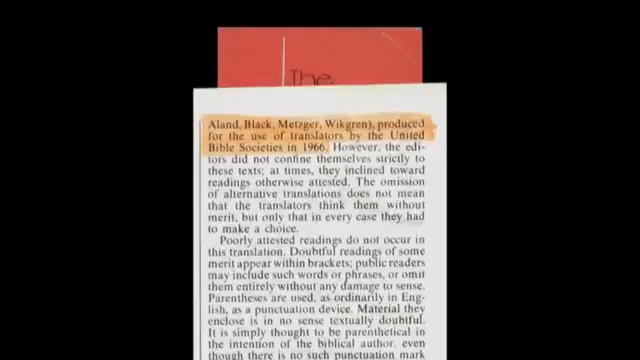 The
Aland, Black, Metzger, Wikgren), produced
for the use of translators by the United
Bible Societies in 1966. However, the edi-
tors did not confine themselves strictly to
these texts; at times, they inclined toward
readings otherwise attested. The omission
of alternative translations does not mean
that the translators think them without
merit, but only that in every case they had
to make a choice.
Poorly attested readings do not occur in
this translation. Doubtful readings of some
merit appear within brackets; public readers
may include such words or phrases, or omit
them entirely without any damage to sense.
Parentheses are used, as ordinarily in Eng-
lish, as a punctuation device. Material they
enclose is in no sense textually doubtful.
It is simply thought to be parenthetical in
the intention of the biblical author, even
though there is no such punctuation mark